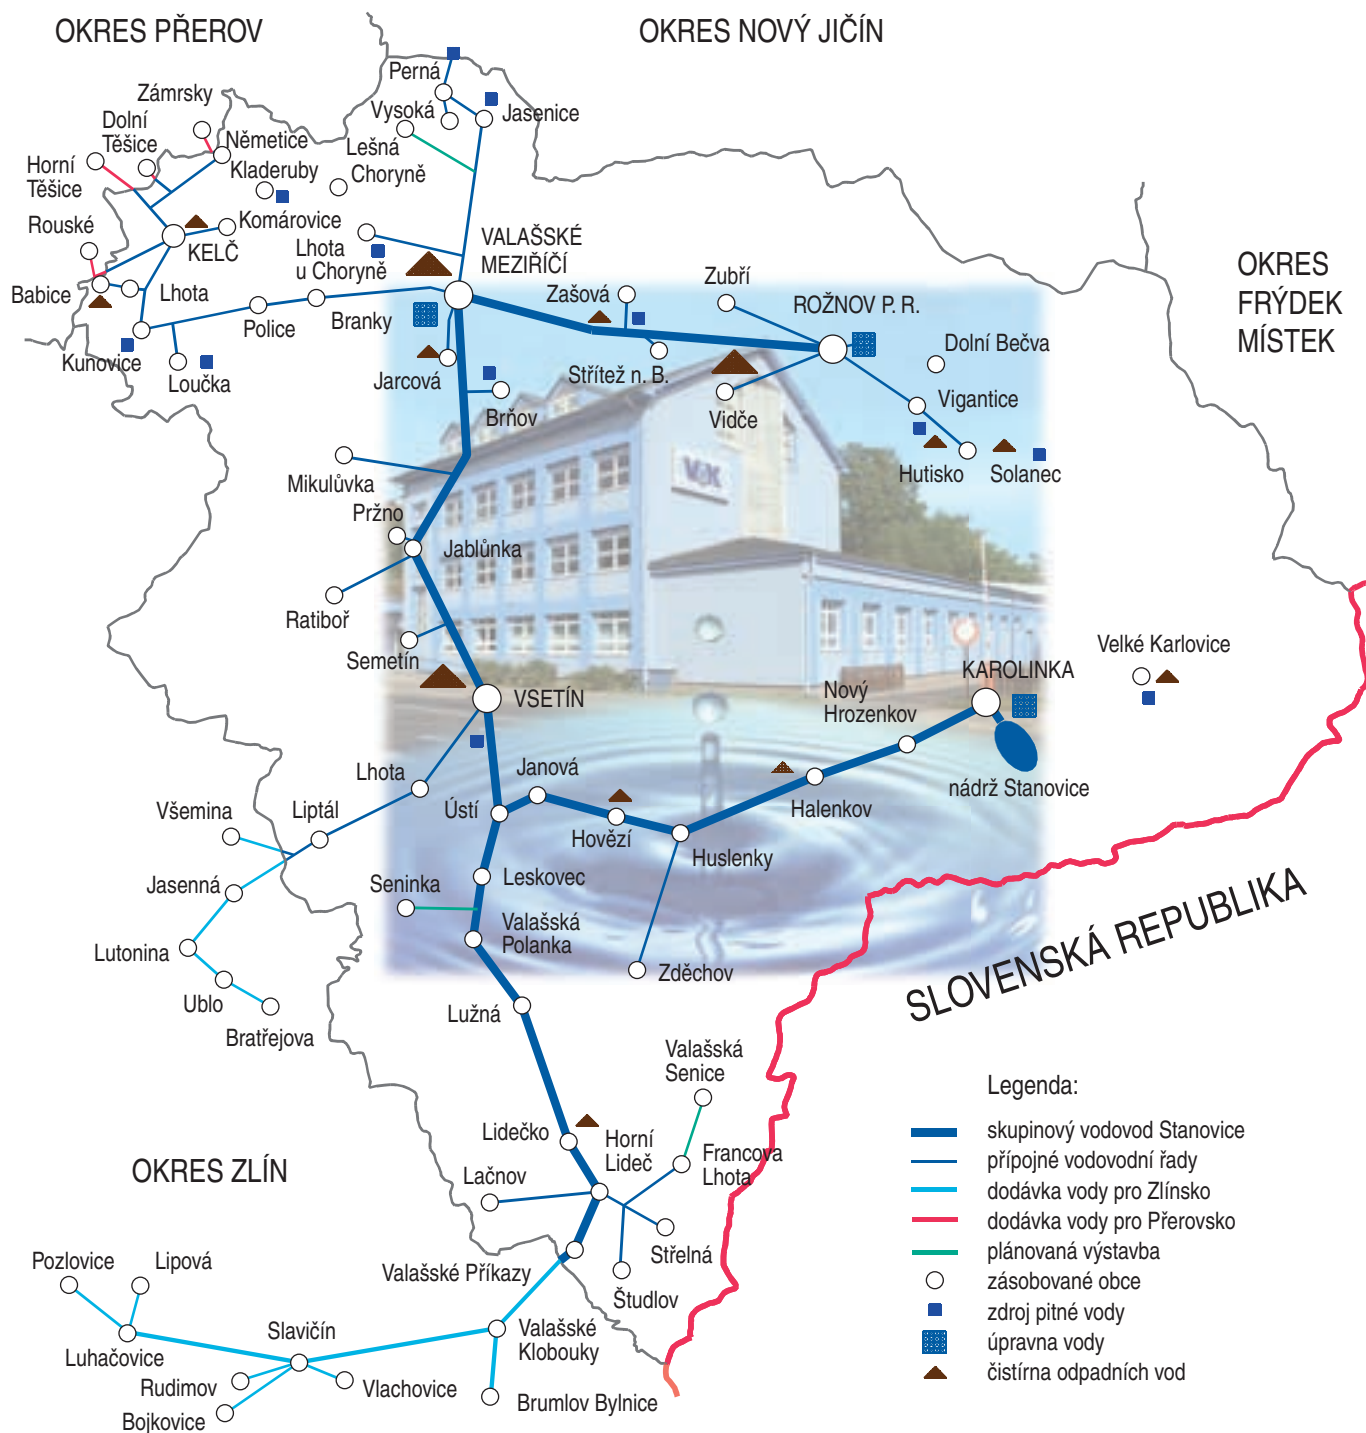 OKRES PŘEROV
OKRES NOVÝ JIČÍN
Perná
Zámrsky
Vysoká
Jasenice
Dolní
Těšice
Němetice
Lešná
Horní
Těšice
Kladeruby
Choryně
Rouské
Komárovice
KELČ
Lhota
u Choryně
VALAŠSKÉ
MEZIŘÍČÍ
Zubří
OKRES
FRÝDEK
MÍSTEK
Babice
Lhota
Zašová
ROŽNOV P. R.
Police
Branky
Dolní Bečva
Kunovice
Loučka
Jarcová
Střítež n. B.
Vigantice
Brňov
Vidče
Mikulůvka
VaK
Hutisko
Solanec
Pržno
Jablůnka
Ratiboř
Semetín
Velké Karlovice
KAROLINKA
VSETÍN
Nový
Hrozenkov
Lhota
Janová
nádrž Stanovice
Všemina
Liptál
Ústí
Halenkov
Hovězí
Huslenky
Jasenná
Seninka
Leskovec
Valašská
Polanka
SLOVENSKÁ REPUBLIKA
Lutonina
Zděchov
Ublo
Lužná
Bratřejova
Valašská
Senice
Legenda:
Lidečko
Horní
Lideč
Francova
Lhota
skupinový vodovod Stanovice
přípojné vodovodní řady
OKRES ZLÍN
Lačnov
dodávka vody pro Zlínsko
dodávka vody pro Přerovsko
Střelná
plánovaná výstavba
Pozlovice
Lipová
Valašské Příkazy
zásobované obce
Študlov
zdroj pitné vody
Slavičín
Valašské
Klobouky
úpravna vody
Luhačovice
čistírna odpadních vod
Rudimov
Vlachovice
Brumlov Bylnice
Bojkovice